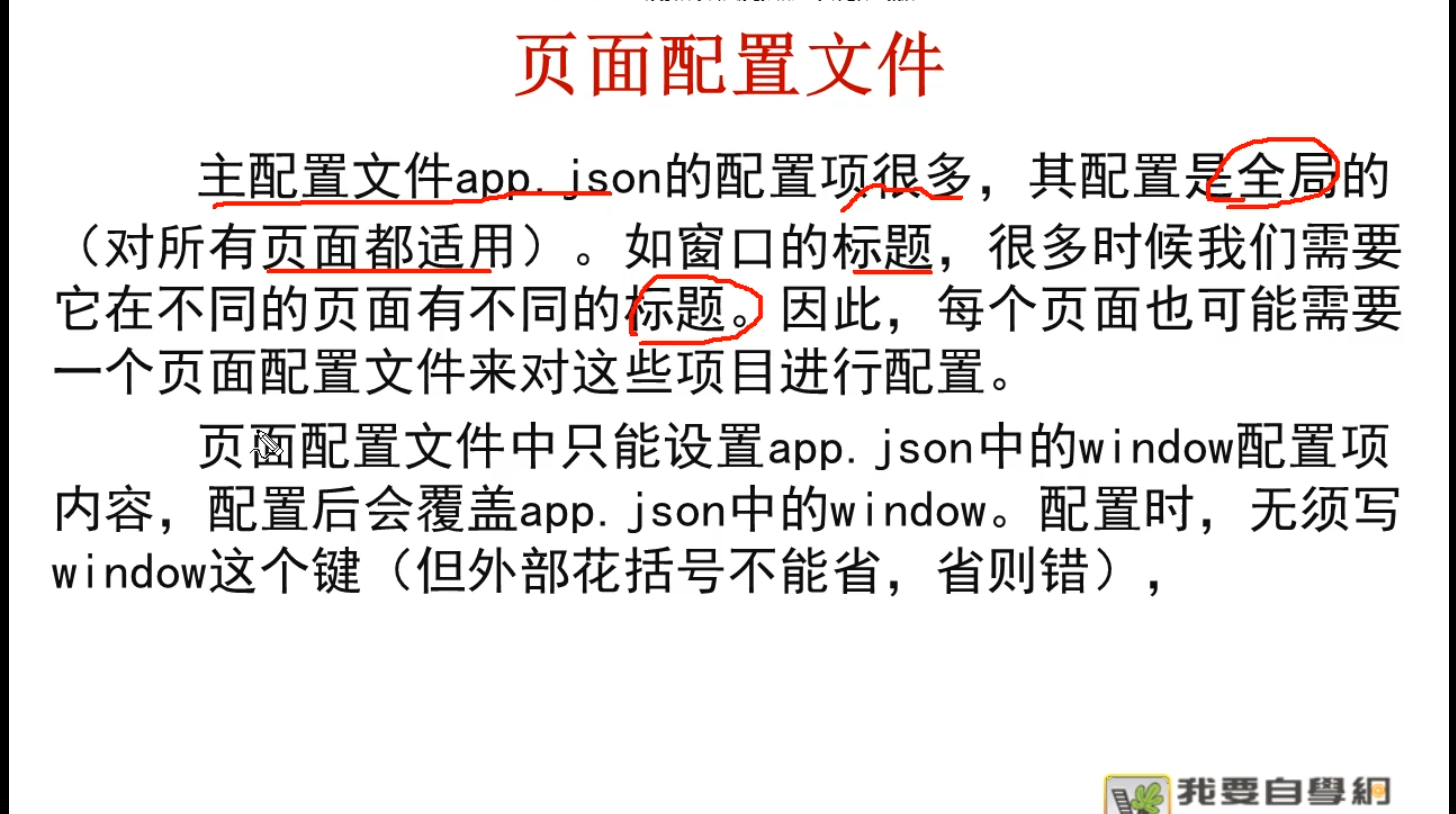 页面配置文件
主配置文件app.json的配置项很多，其配置是全局的
（对所有页面都适用）。如窗口的标题，很多时候我们需要
它在不同的页面有不同的标题。因此，每个页面也可能需要
一个页面配置文件来对这些项目进行配置。
页面配置文件中只能设置app.json中的window配置项
内容，配置后会覆盖app.json中的window。配置时，无须写
window这个键（但外部花括号不能省，省则错），
我要自學網